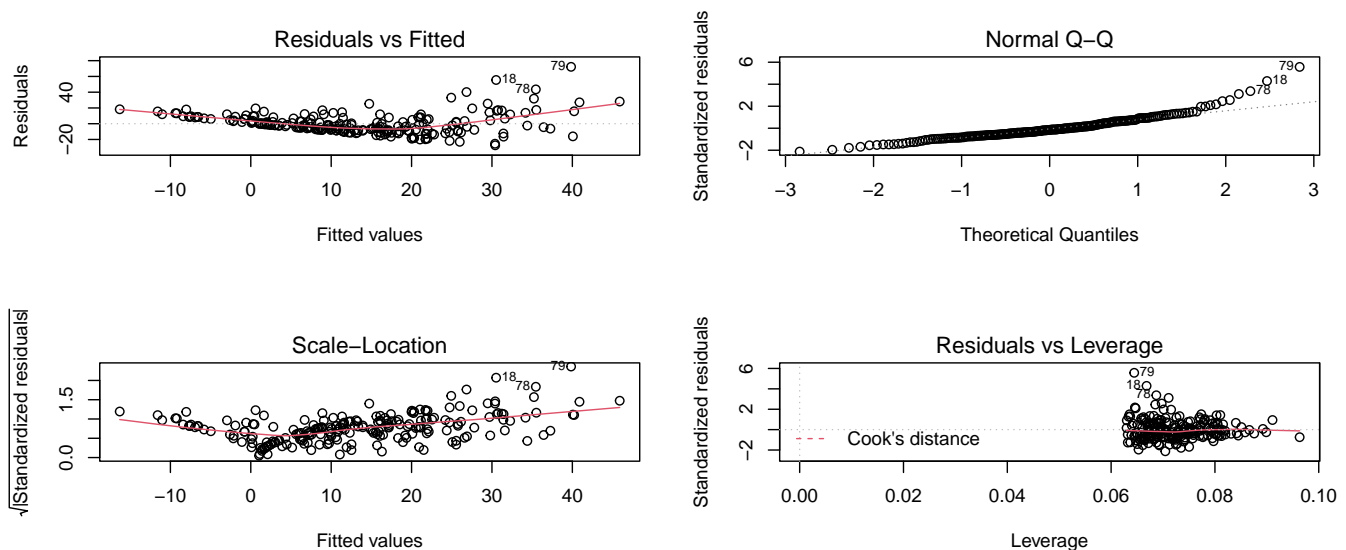 Residuals vs Fitted
Residuals
40
−20
79
18
78
−10 0 10 20 30 40
Fitted values
Normal Q−Q
Standardized residuals
6
2
−2
79
18
78
−3 −2 −1 0 1 2 3
Theoretical Quantiles
Scale−Location
√|Standardized residuals|
1.5
0.0
79
18
78
−10 0 10 20 30 40
Fitted values
Residuals vs Leverage
Standardized residuals
6
2
−2
79
18
78
Cook's distance
0.00 0.02 0.04 0.06 0.08 0.10
Leverage